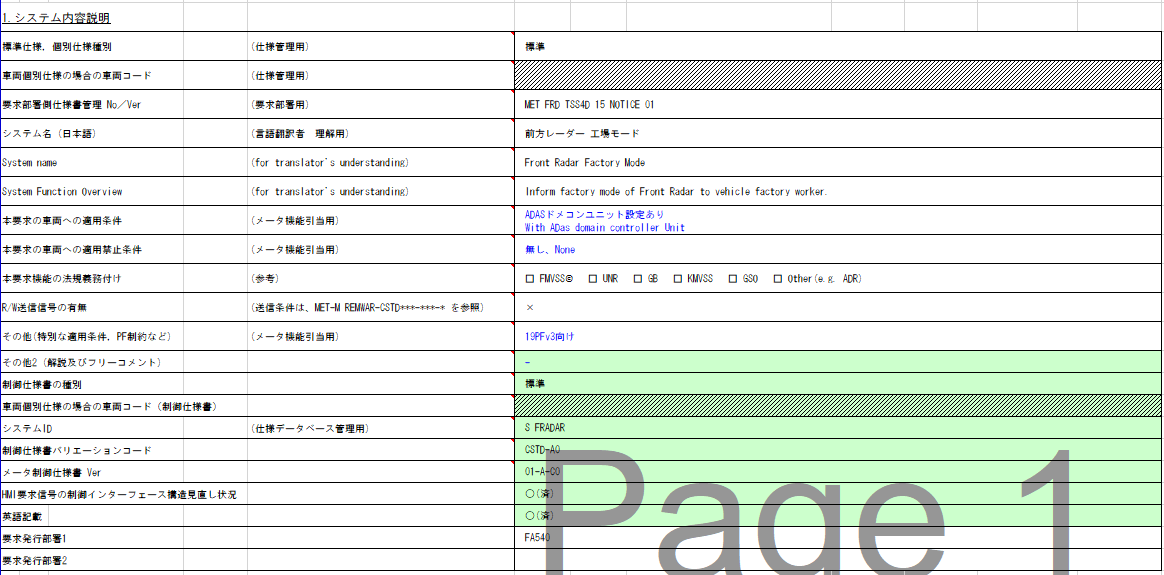 1. システム内容説明
標準仕様，個別仕様種別 (仕様管理用) 標準
車両個別仕様の場合の車両コード (仕様管理用)
要求部署側仕様書管理 No／Ver (要求部署用) MET FRD TSS4D 15 NOTICE 01
システム名 (日本語) (言語翻訳者　理解用) 前方レーダー 工場モード
System name (for translator's understanding) Front Radar Factory Mode
System Function Overview (for translator's understanding) Inform factory mode of Front Radar to vehicle factory worker.
本要求の車両への適用条件 (メータ機能引当用) ADASドメコンユニット設定あり
With ADas domain controller Unit
本要求の車両への適用禁止条件 (メータ機能引当用) 無し、None
本要求機能の法規義務付け (参考) □ FMVSS© □ UNR □ GB □ KMVSS □ GSO □ Other(e.g. ADR)
R/W送信信号の有無 (送信条件は、MET-M REMWAR-CSTD***-***-* を参照) ×
その他(特別な適用条件，PF制約など) (メータ機能引当用) 19PFv3向け
その他2 (解説及びフリーコメント) -
制御仕様書の種別 標準
車両個別仕様の場合の車両コード (制御仕様書)
システムID (仕様データベース管理用) S FRADAR
制御仕様書バリエーションコード CSTD-A0
メータ制御仕様書 Ver 01-A-C0
HMI要求信号の制御インターフェース構造見直し状況 〇(済)
英語記載 〇(済)
要求発行部署1 FA540
要求発行部署2
Page 1